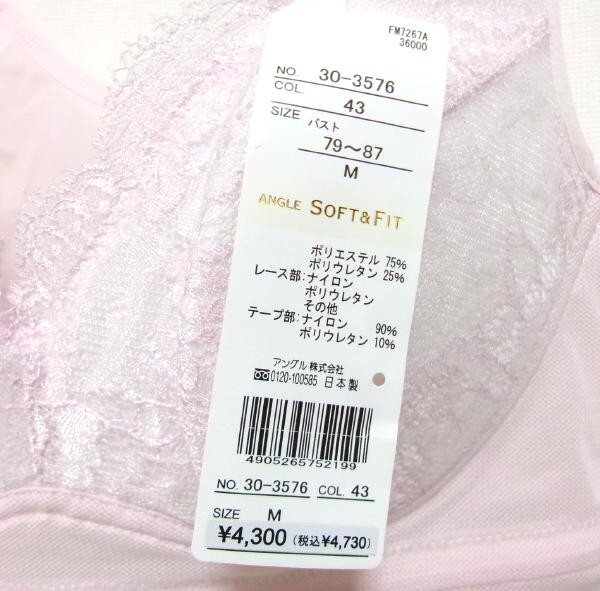 FM7267A
36000
NO. 30-3576
COL. 43
SIZE バスト
79～87
M
ANGLE SOFT&FIT
ポリエステル 75%
ポリウレタン 25%
レース部:ナイロン
ポリウレタン
その他
テープ部:ナイロン 90%
ポリウレタン 10%
アングル株式会社
0120-100585 日本製
4905265752199
NO. 30-3576 COL. 43
SIZE M
¥4,300 (税込¥4,730)